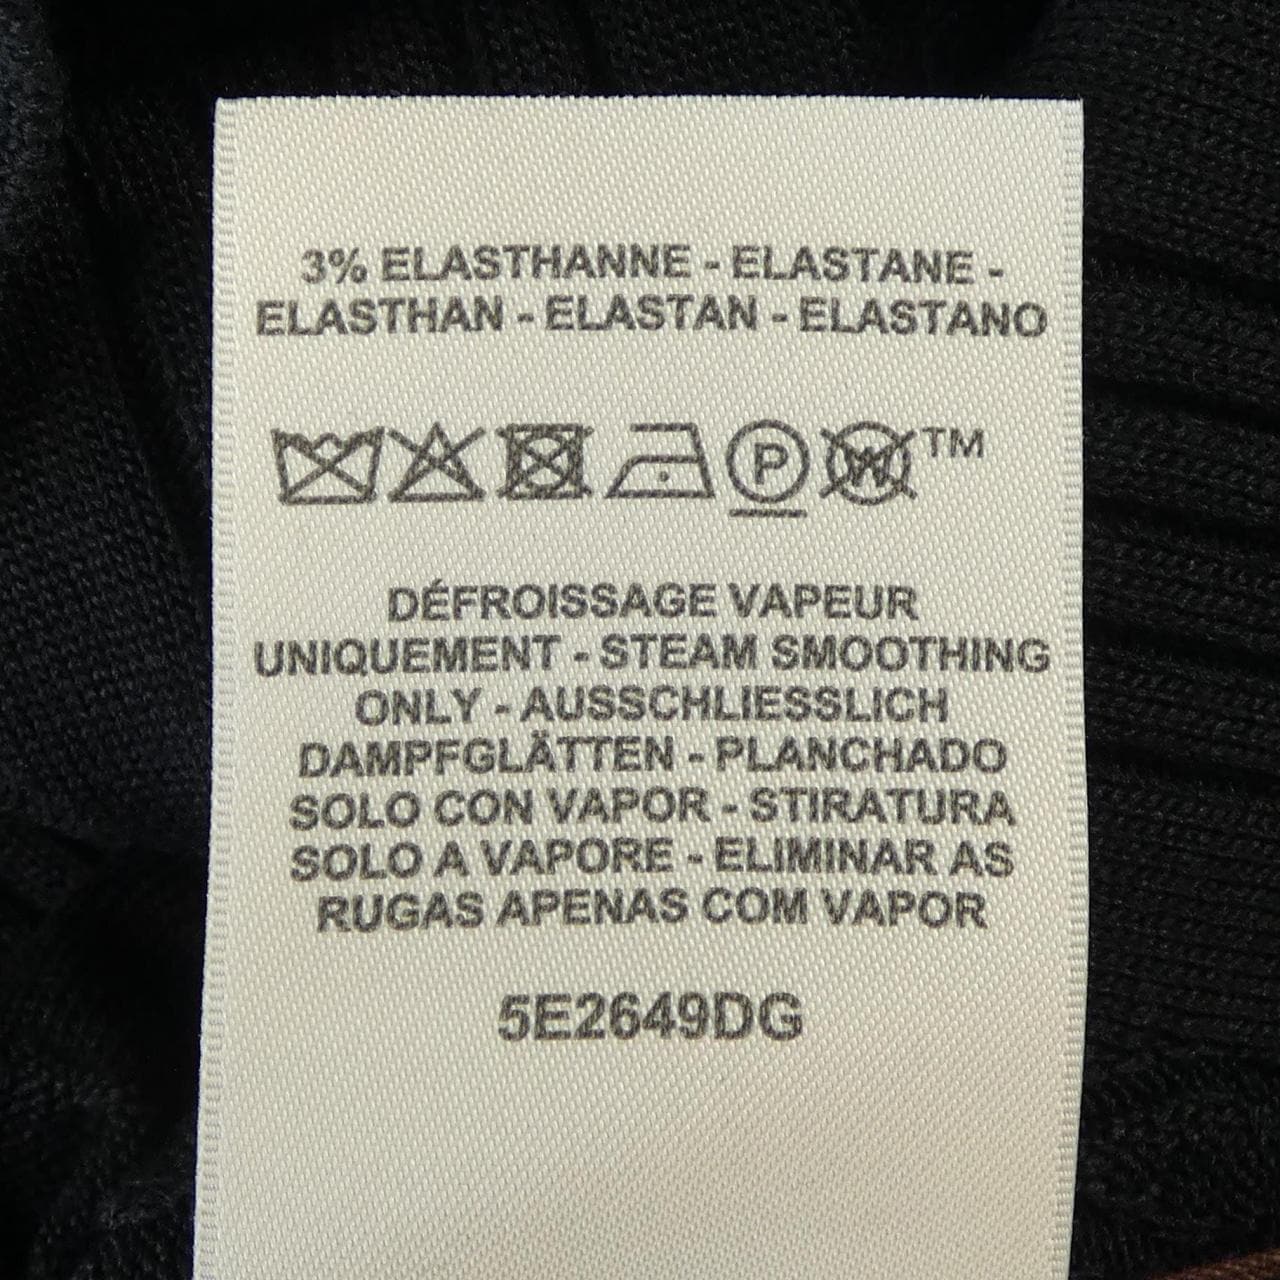 3% ELASTHANNE - ELASTANE -
ELASTHAN - ELASTAN - ELASTANO
P W TM
DÉFROISSAGE VAPEUR
UNIQUEMENT - STEAM SMOOTHING
ONLY - AUSSCHLIESSLICH
DAMPFGLÄTTEN - PLANCHADO
SOLO CON VAPOR - STIRATURA
SOLO A VAPORE - ELIMINAR AS
RUGAS APENAS COM VAPOR
5E2649DG